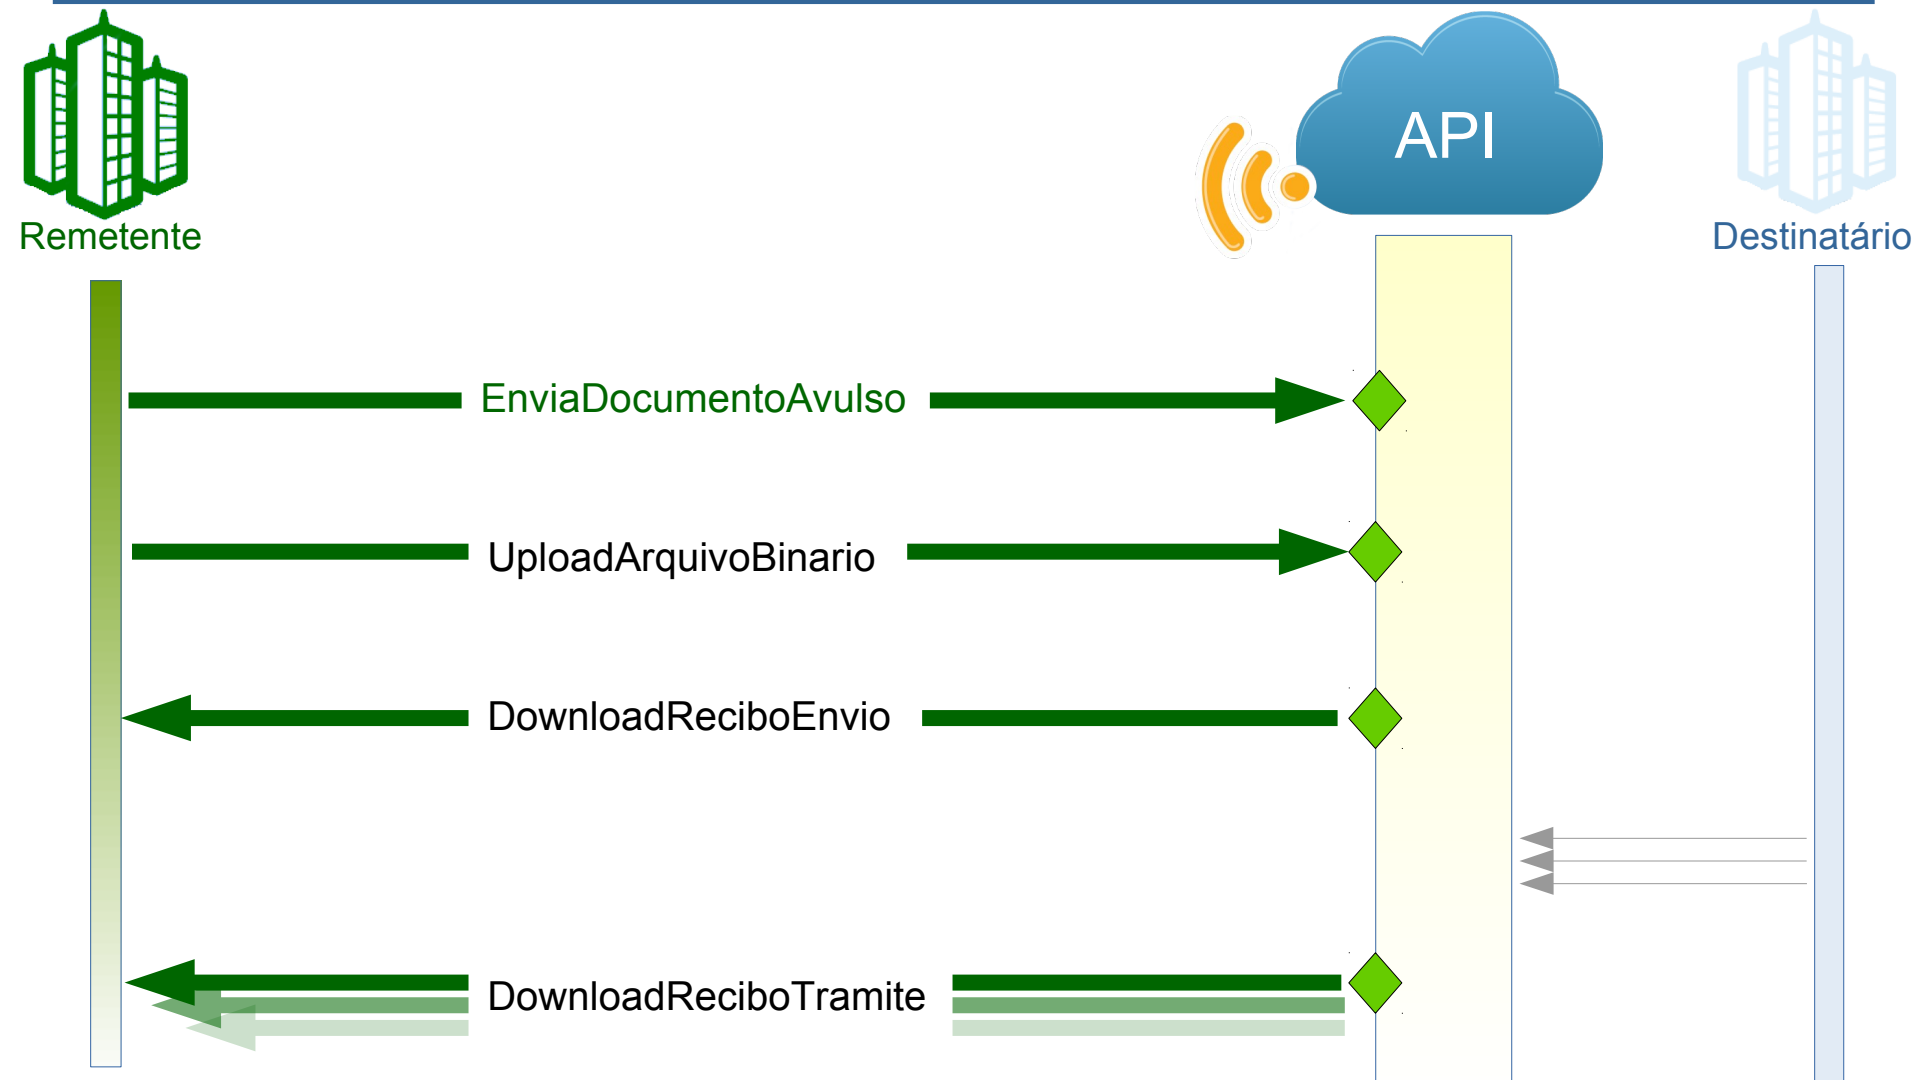 API
Remetente
Destinatário
EnviaDocumentoAvulso
UploadArquivoBinario
DownloadReciboEnvio
DownloadReciboTramite